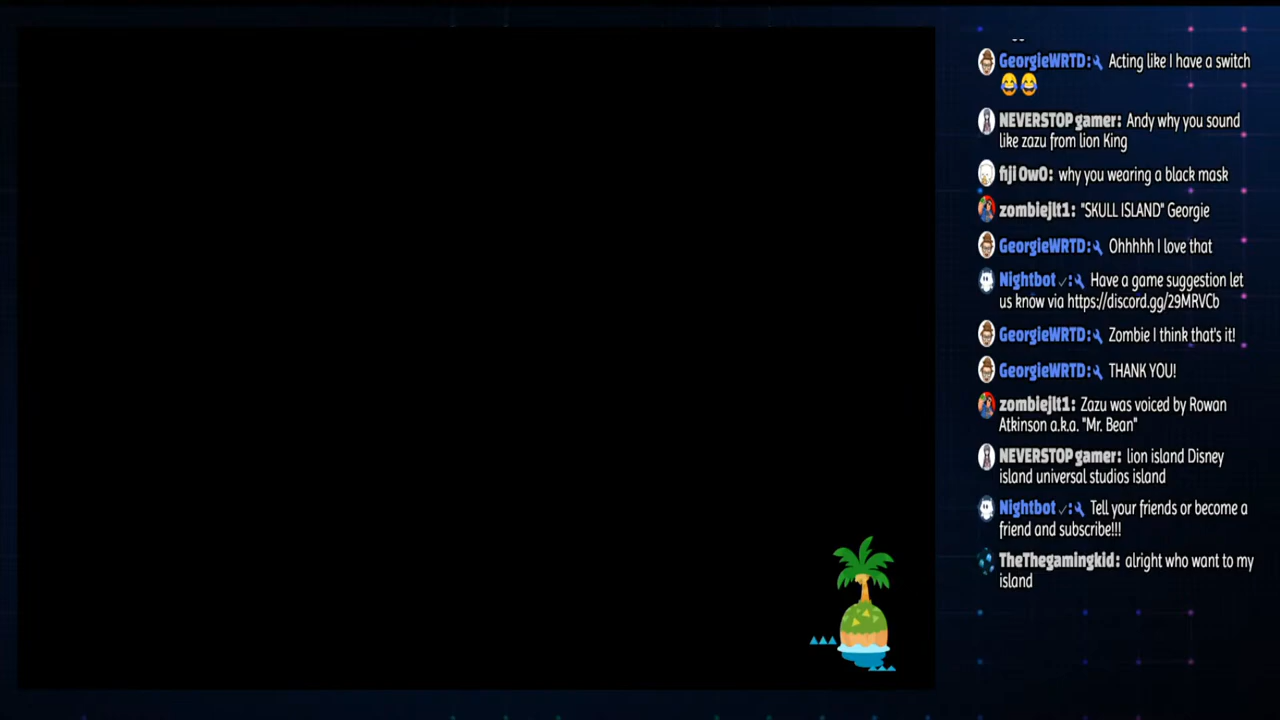 GeorgieWRTD: Acting like I have a switch
😂😂
NEVERSTOP gamer: Andy why you sound
like zazu from lion King
fiji OwO: why you wearing a black mask
zombiejlt1: "SKULL ISLAND" Georgie
GeorgieWRTD: Ohhhhh I love that
Nightbot ✓: Have a game suggestion let
us know via https://discord.gg/29MRVCb
GeorgieWRTD: Zombie I think that's it!
GeorgieWRTD: THANK YOU!
zombiejlt1: Zazu was voiced by Rowan
Atkinson a.k.a. "Mr. Bean"
NEVERSTOP gamer: lion island Disney
island universal studios island
Nightbot ✓: Tell your friends or become a
friend and subscribe!!!
TheThegamingkid: alright who want to my
island